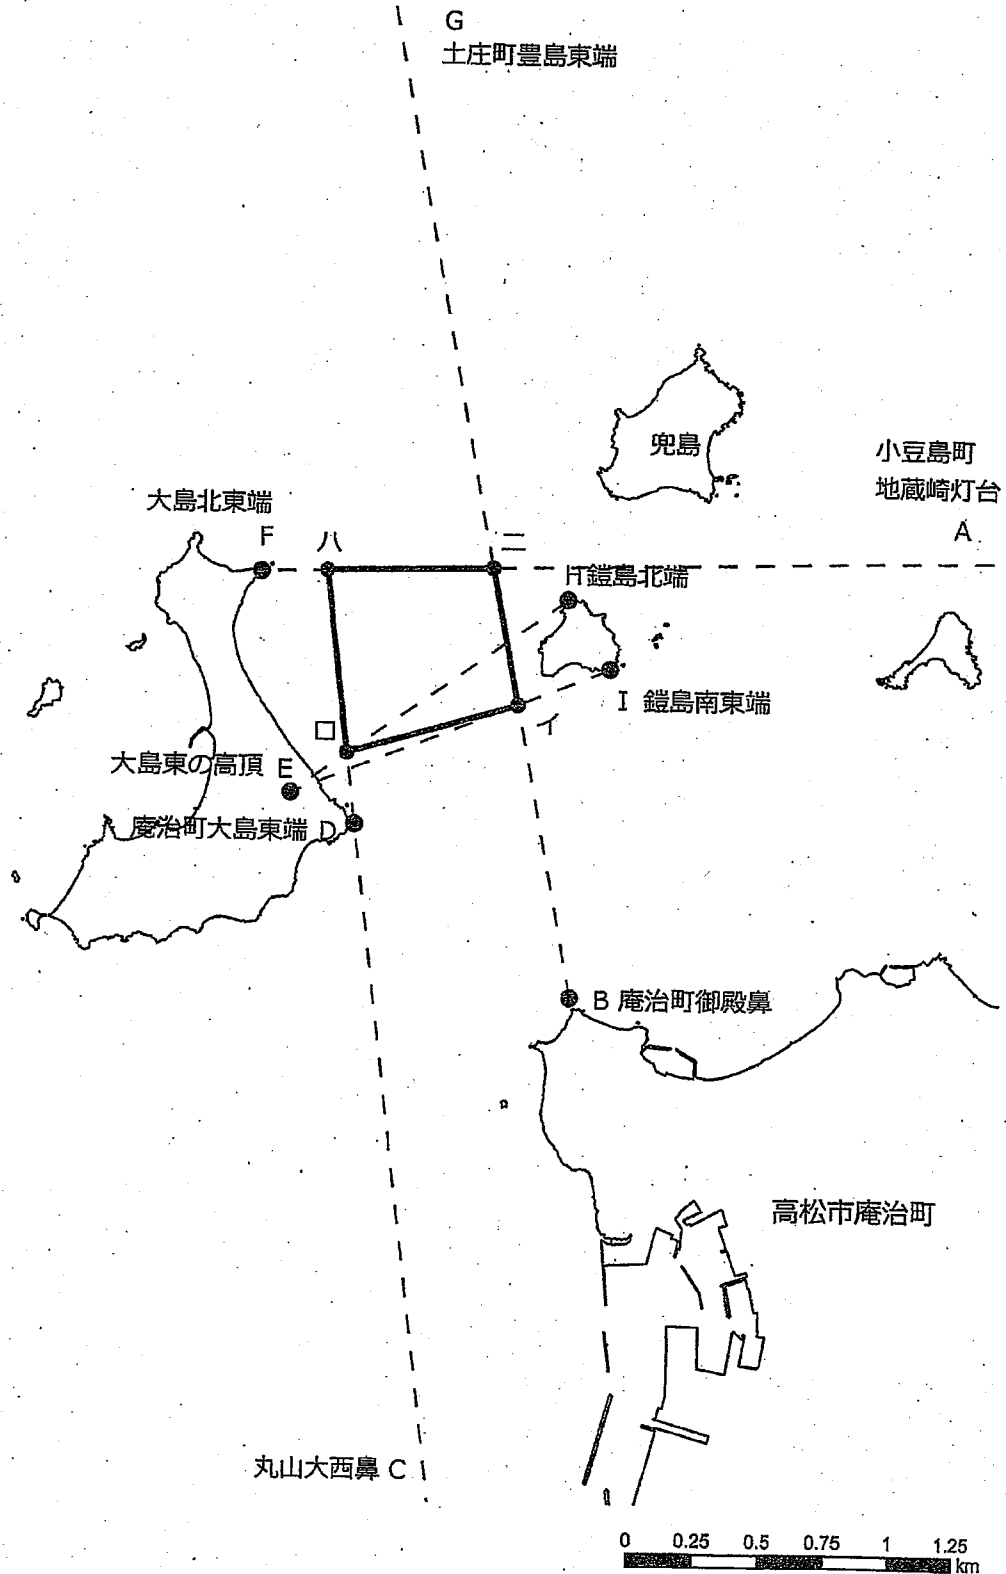 G
土庄町豊島東端
兜島
小豆島町
地蔵崎灯台
A
大島北東端
F
ハ
ニ
H鎧島北端
I 鎧島南東端
イ
ロ
大島東の高頂 E
庵治町大島東端 D
B 庵治町御殿鼻
高松市庵治町
丸山大西鼻 C
0 0.25 0.5 0.75 1 1.25
km